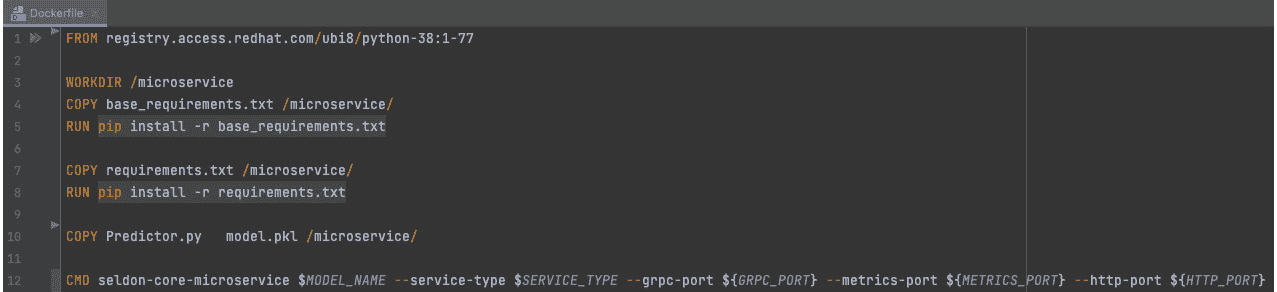 Dockerfile
1 FROM registry.access.redhat.com/ubi8/python-38:1-77
2
3 WORKDIR /microservice
4 COPY base_requirements.txt /microservice/
5 RUN pip install -r base_requirements.txt
6
7 COPY requirements.txt /microservice/
8 RUN pip install -r requirements.txt
9
10 COPY Predictor.py   model.pkl /microservice/
11
12 CMD seldon-core-microservice $MODEL_NAME --service-type $SERVICE_TYPE --grpc-port ${GRPC_PORT} --metrics-port ${METRICS_PORT} --http-port ${HTTP_PORT}